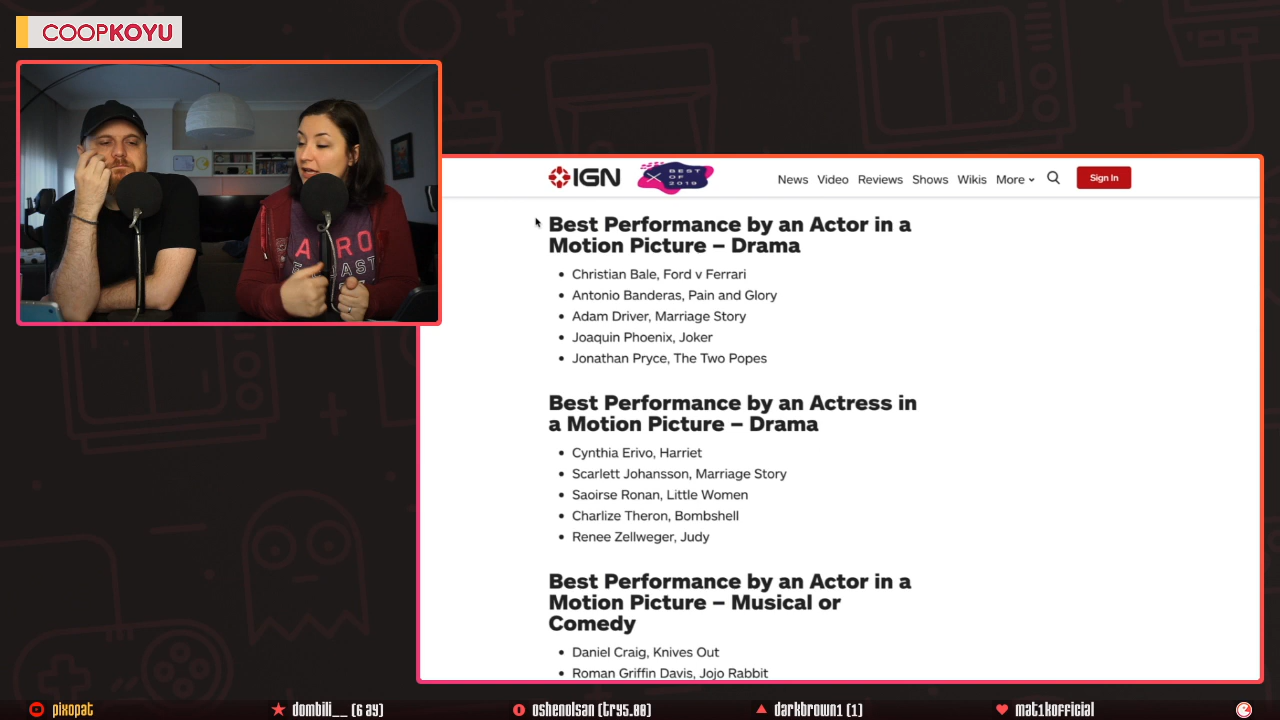 COOPKOYU
IGN
BEST
OF
2019
News Video Reviews Shows Wikis More
Sign In
Best Performance by an Actor in a
Motion Picture – Drama
Christian Bale, Ford v Ferrari
Antonio Banderas, Pain and Glory
Adam Driver, Marriage Story
Joaquin Phoenix, Joker
Jonathan Pryce, The Two Popes
Best Performance by an Actress in
a Motion Picture – Drama
Cynthia Erivo, Harriet
Scarlett Johansson, Marriage Story
Saoirse Ronan, Little Women
Charlize Theron, Bombshell
Renee Zellweger, Judy
Best Performance by an Actor in a
Motion Picture – Musical or
Comedy
Daniel Craig, Knives Out
Roman Griffin Davis, Jojo Rabbit
pixopat
dombili__ (6 ay)
oshenolsan (try5.00)
darkbrown1 (1)
mat1kofficial